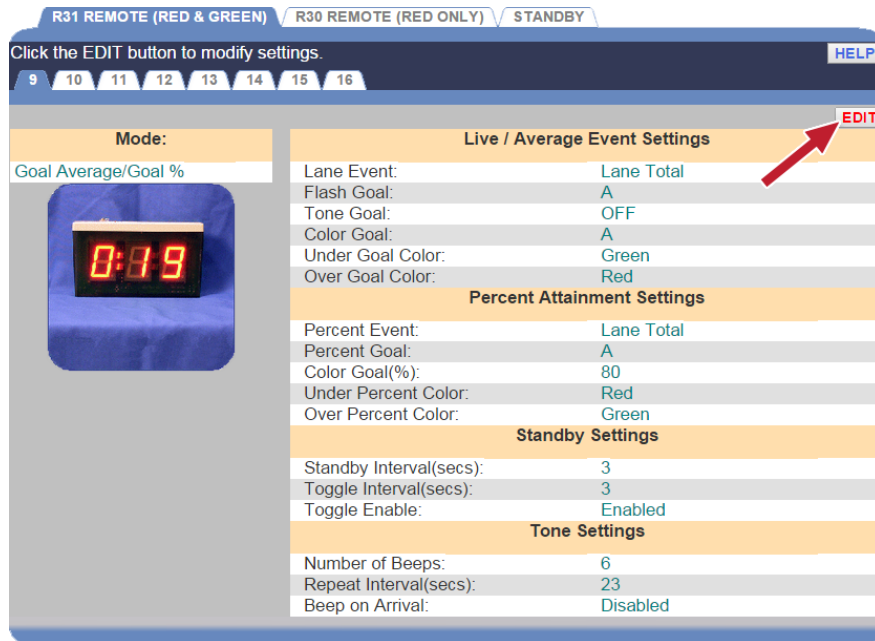 R31 REMOTE (RED & GREEN) R30 REMOTE (RED ONLY) STANDBY
Click the EDIT button to modify settings. HELP
9 10 11 12 13 14 15 16
EDIT
Mode: Live / Average Event Settings
Goal Average/Goal % Lane Event: Lane Total
Flash Goal: A
Tone Goal: OFF
Color Goal: A
0:19 Under Goal Color: Green
Over Goal Color: Red
Percent Attainment Settings
Percent Event: Lane Total
Percent Goal: A
Color Goal(%): 80
Under Percent Color: Red
Over Percent Color: Green
Standby Settings
Standby Interval(secs): 3
Toggle Interval(secs): 3
Toggle Enable: Enabled
Tone Settings
Number of Beeps: 6
Repeat Interval(secs): 23
Beep on Arrival: Disabled